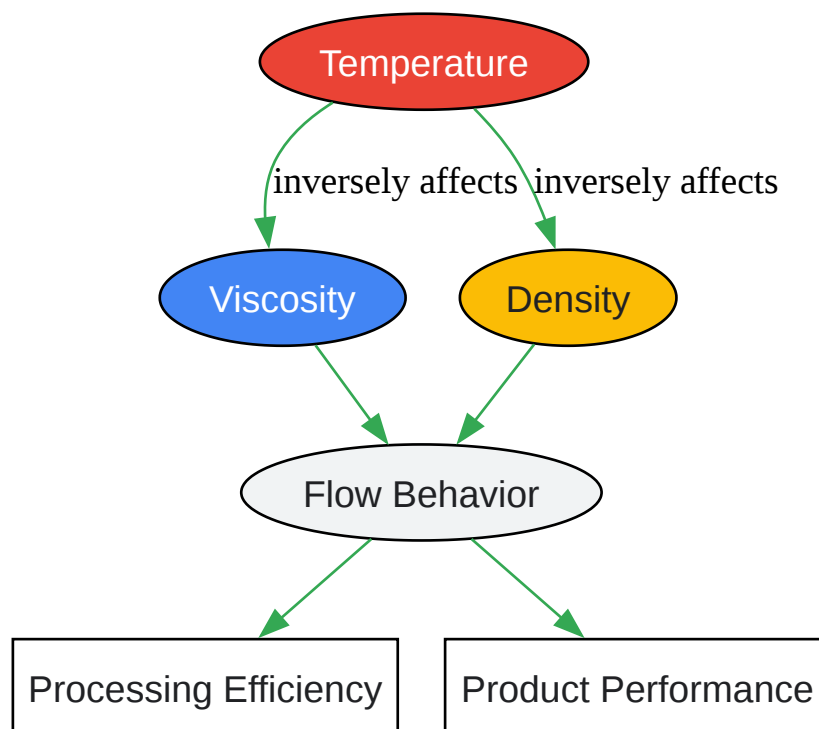 Temperature
inversely affects inversely affects
Viscosity Density
Flow Behavior
Processing Efficiency Product Performance